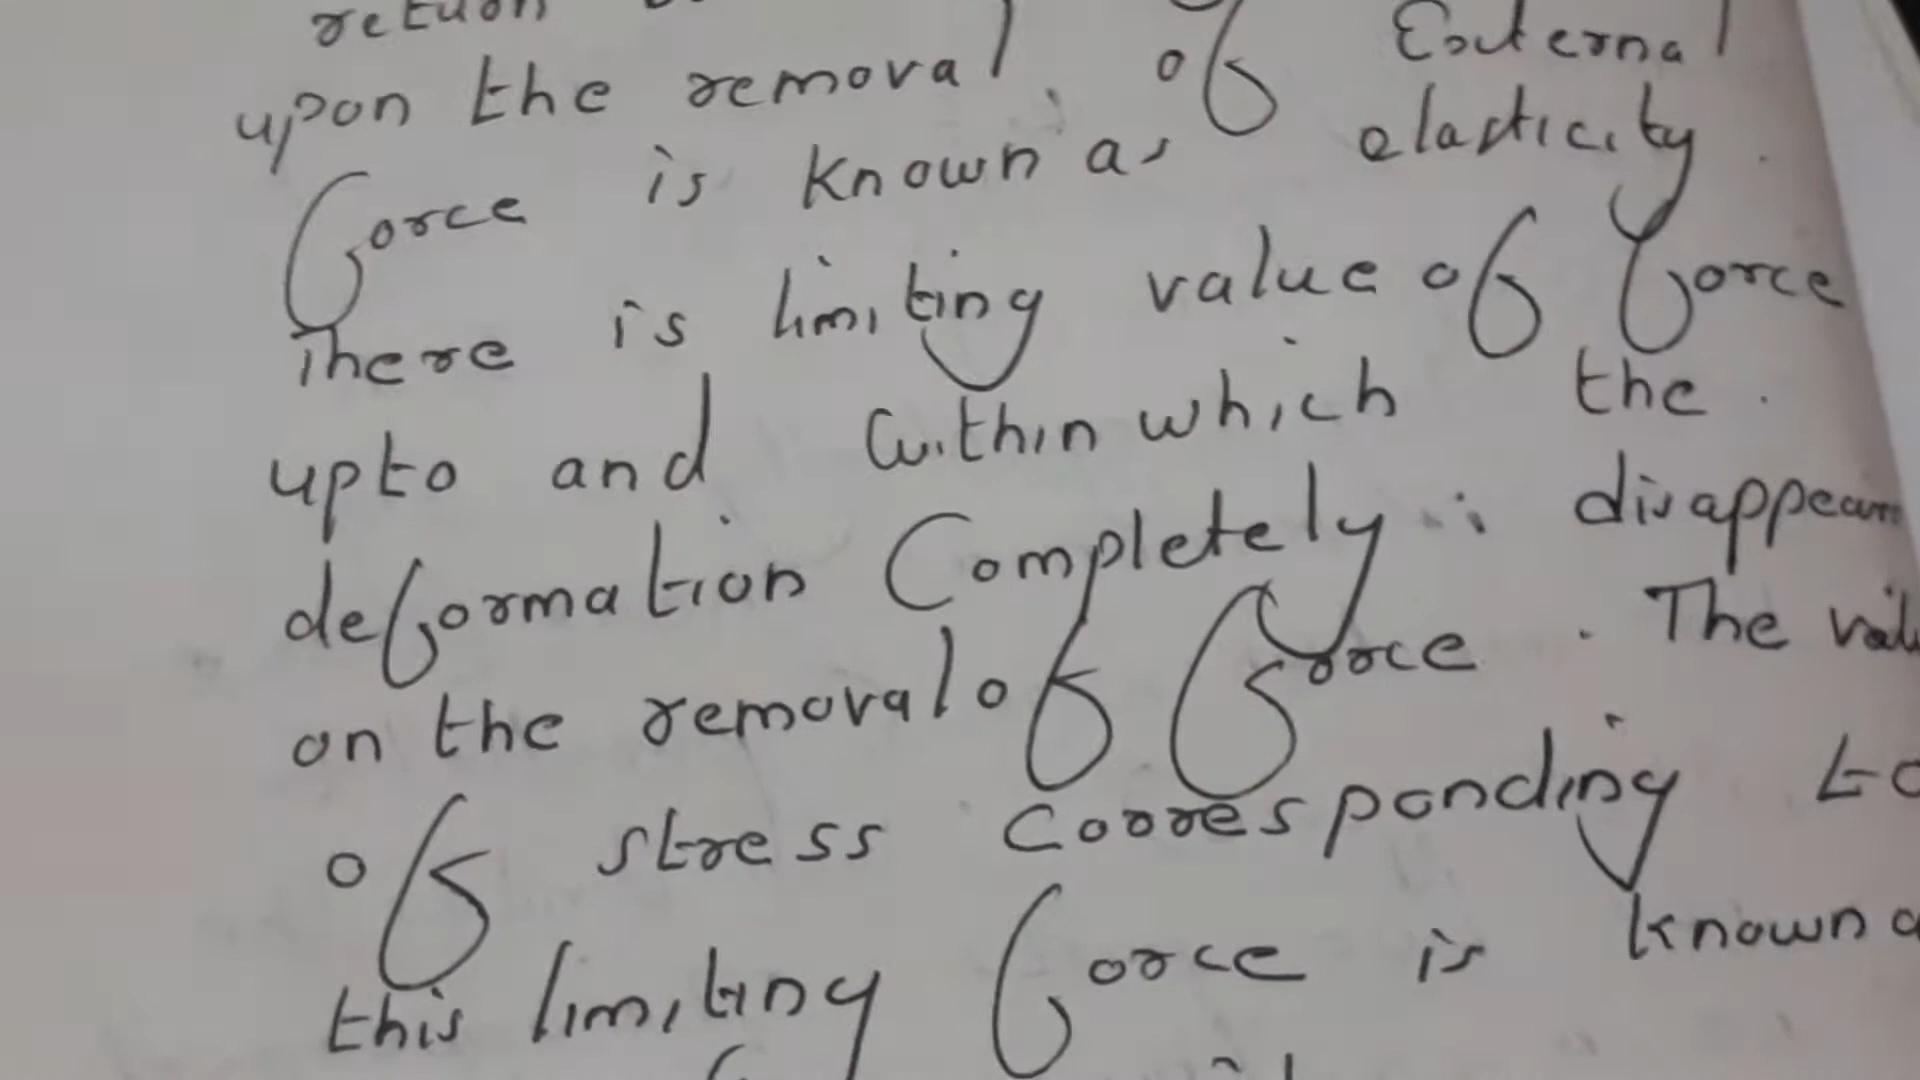 upon the removal of External
force is known as elasticity.
There is limiting value of force
upto and within which the
deformation Completely disappear
on the removal of force. The
of stress corresponding to
this limiting force is known